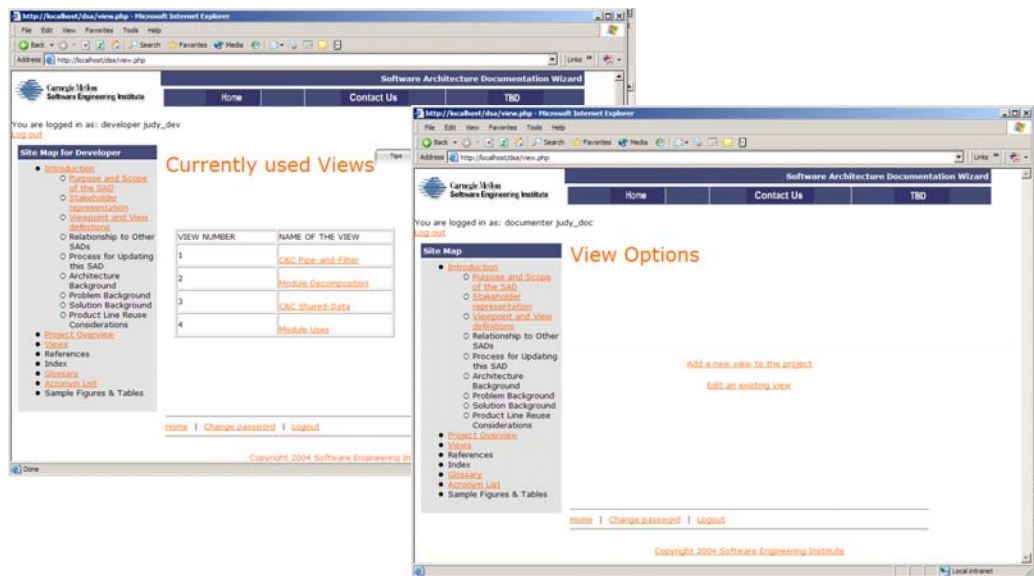 http://localhost/dsa/view.php - Microsoft Internet Explorer
File Edit View Favorites Tools Help
Back Search Favorites Media
Address http://localhost/dsa/view.php Links
Carnegie Mellon
Software Engineering Institute
Software Architecture Documentation Wizard
Home Contact Us TBD
You are logged in as: developer judy_dev
Log out
Site Map for Developer
Introduction
Purpose and Scope
of the SAD
Stakeholder
representation
Viewpoint and View
definitions
Relationship to Other
SADs
Process for Updating
this SAD
Architecture
Background
Problem Background
Solution Background
Product Line Reuse
Considerations
Project Overview
Views
References
Index
Glossary
Acronym List
Sample Figures & Tables
Currently used Views
Tips
VIEW NUMBER NAME OF THE VIEW
1 C&C Pipe-and-Filter
2 Module Decomposition
3 C&C Shared-Data
4 Module Uses
Home | Change password | Logout
Copyright 2004 Software Engineering In
Done
http://localhost/dsa/view.php - Microsoft Internet Explorer
File Edit View Favorites Tools Help
Back Search Favorites Media
Address http://localhost/dsa/view.php Links
Carnegie Mellon
Software Engineering Institute
Software Architecture Documentation Wizard
Home Contact Us TBD
You are logged in as: documenter judy_doc
Log out
Site Map
Introduction
Purpose and Scope
of the SAD
Stakeholder
representation
Viewpoint and View
definitions
Relationship to Other
SADs
Process for Updating
this SAD
Architecture
Background
Problem Background
Solution Background
Product Line Reuse
Considerations
Project Overview
Views
References
Index
Glossary
Acronym List
Sample Figures & Tables
View Options
Add a new view to the project
Edit an existing view
Home | Change password | Logout
Copyright 2004 Software Engineering Institute
Local intranet